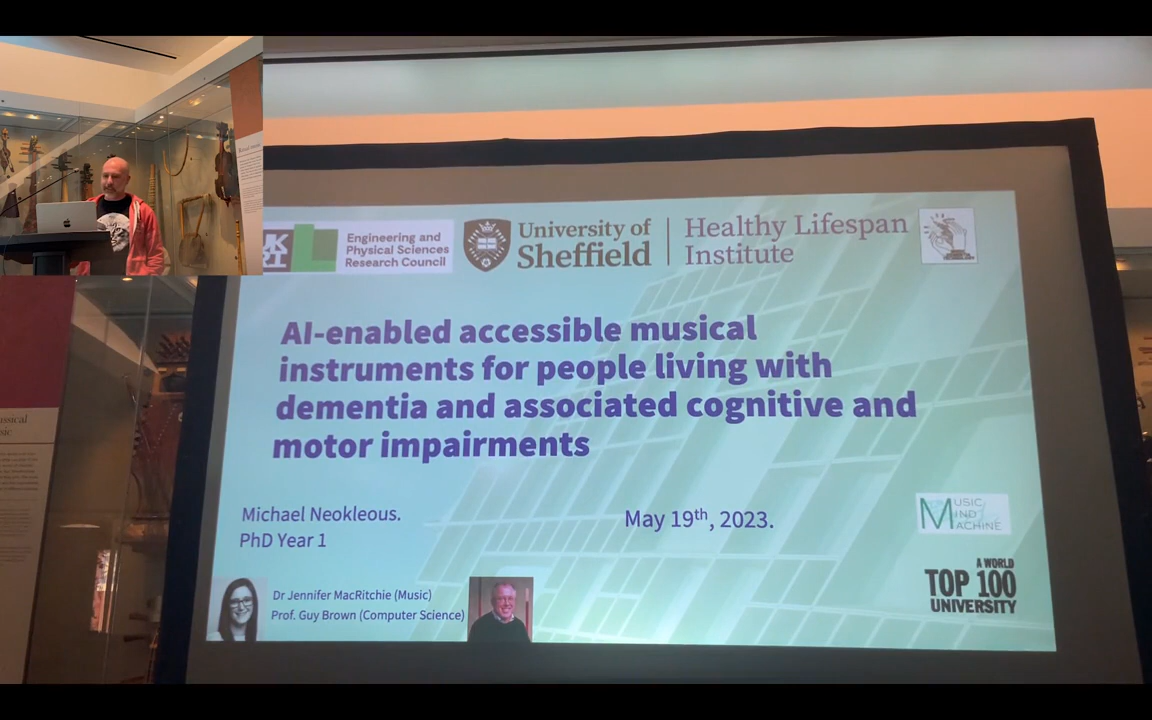 Engineering and
Physical Sciences
Research Council
University of
Sheffield
Healthy Lifespan
Institute
AI-enabled accessible musical
instruments for people living with
dementia and associated cognitive and
motor impairments
Michael Neokleous.
PhD Year 1
May 19th, 2023.
MUSIC
MIND
MACHINE
Dr Jennifer MacRitchie (Music)
Prof. Guy Brown (Computer Science)
A WORLD
TOP 100
UNIVERSITY